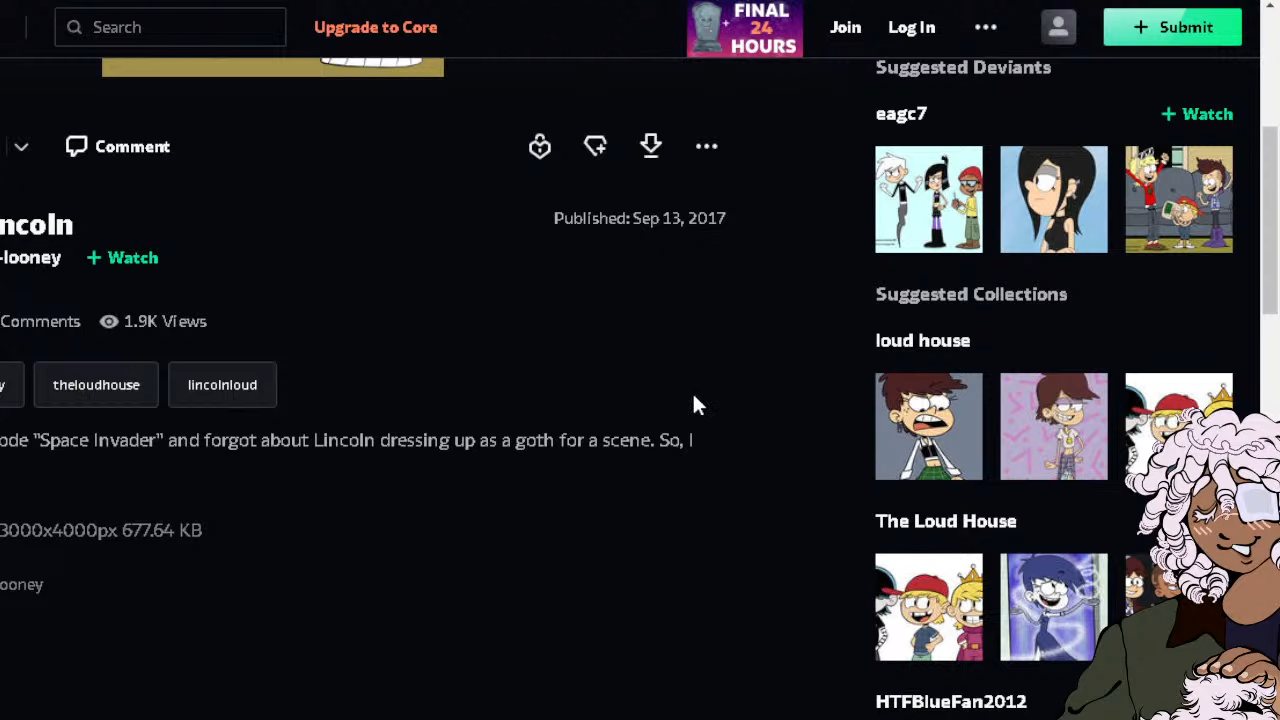 Search
Upgrade to Core
FINAL
24
HOURS
Join
Log In
+ Submit
Suggested Deviants
eagc7
+ Watch
Comment
ncoln
Published: Sep 13, 2017
-looney
+ Watch
Suggested Collections
Comments
1.9K Views
loud house
y
theloudhouse
lincolnloud
ode "Space Invader" and forgot about Lincoln dressing up as a goth for a scene. So, I
The Loud House
3000x4000px 677.64 KB
ooney
HTFBlueFan2012